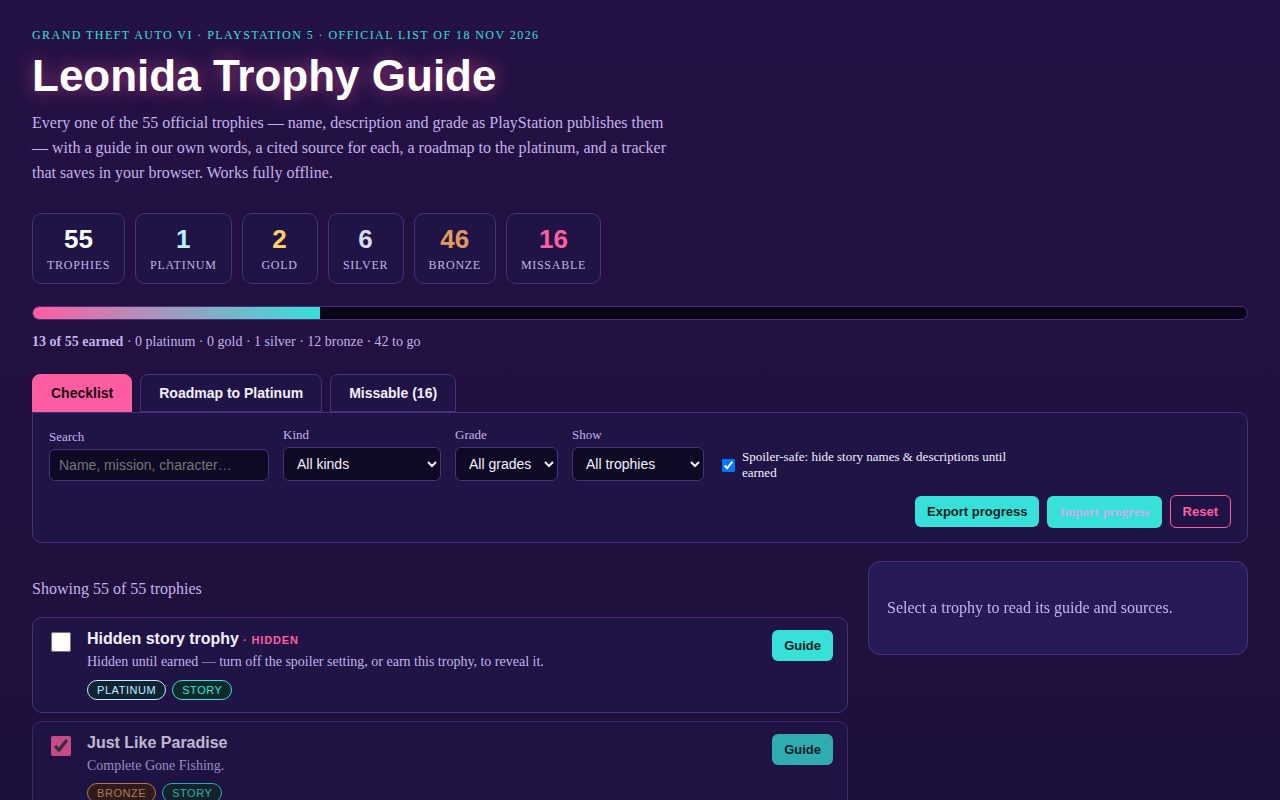 GRAND THEFT AUTO VI · PLAYSTATION 5 · OFFICIAL LIST OF 18 NOV 2026
Leonida Trophy Guide
Every one of the 55 official trophies — name, description and grade as PlayStation publishes them
— with a guide in our own words, a cited source for each, a roadmap to the platinum, and a tracker
that saves in your browser. Works fully offline.
55 1 2 6 46 16
TROPHIES PLATINUM GOLD SILVER BRONZE MISSABLE
13 of 55 earned · 0 platinum · 0 gold · 1 silver · 12 bronze · 42 to go
Checklist Roadmap to Platinum Missable (16)
Search Kind Grade Show
Name, mission, character… All kinds All grades All trophies
Spoiler-safe: hide story names & descriptions until
earned
Export progress Import progress Reset
Showing 55 of 55 trophies
Select a trophy to read its guide and sources.
Hidden story trophy · HIDDEN
Hidden until earned — turn off the spoiler setting, or earn this trophy, to reveal it.
PLATINUM STORY
Guide
Just Like Paradise
Complete Gone Fishing.
BRONZE STORY
Guide